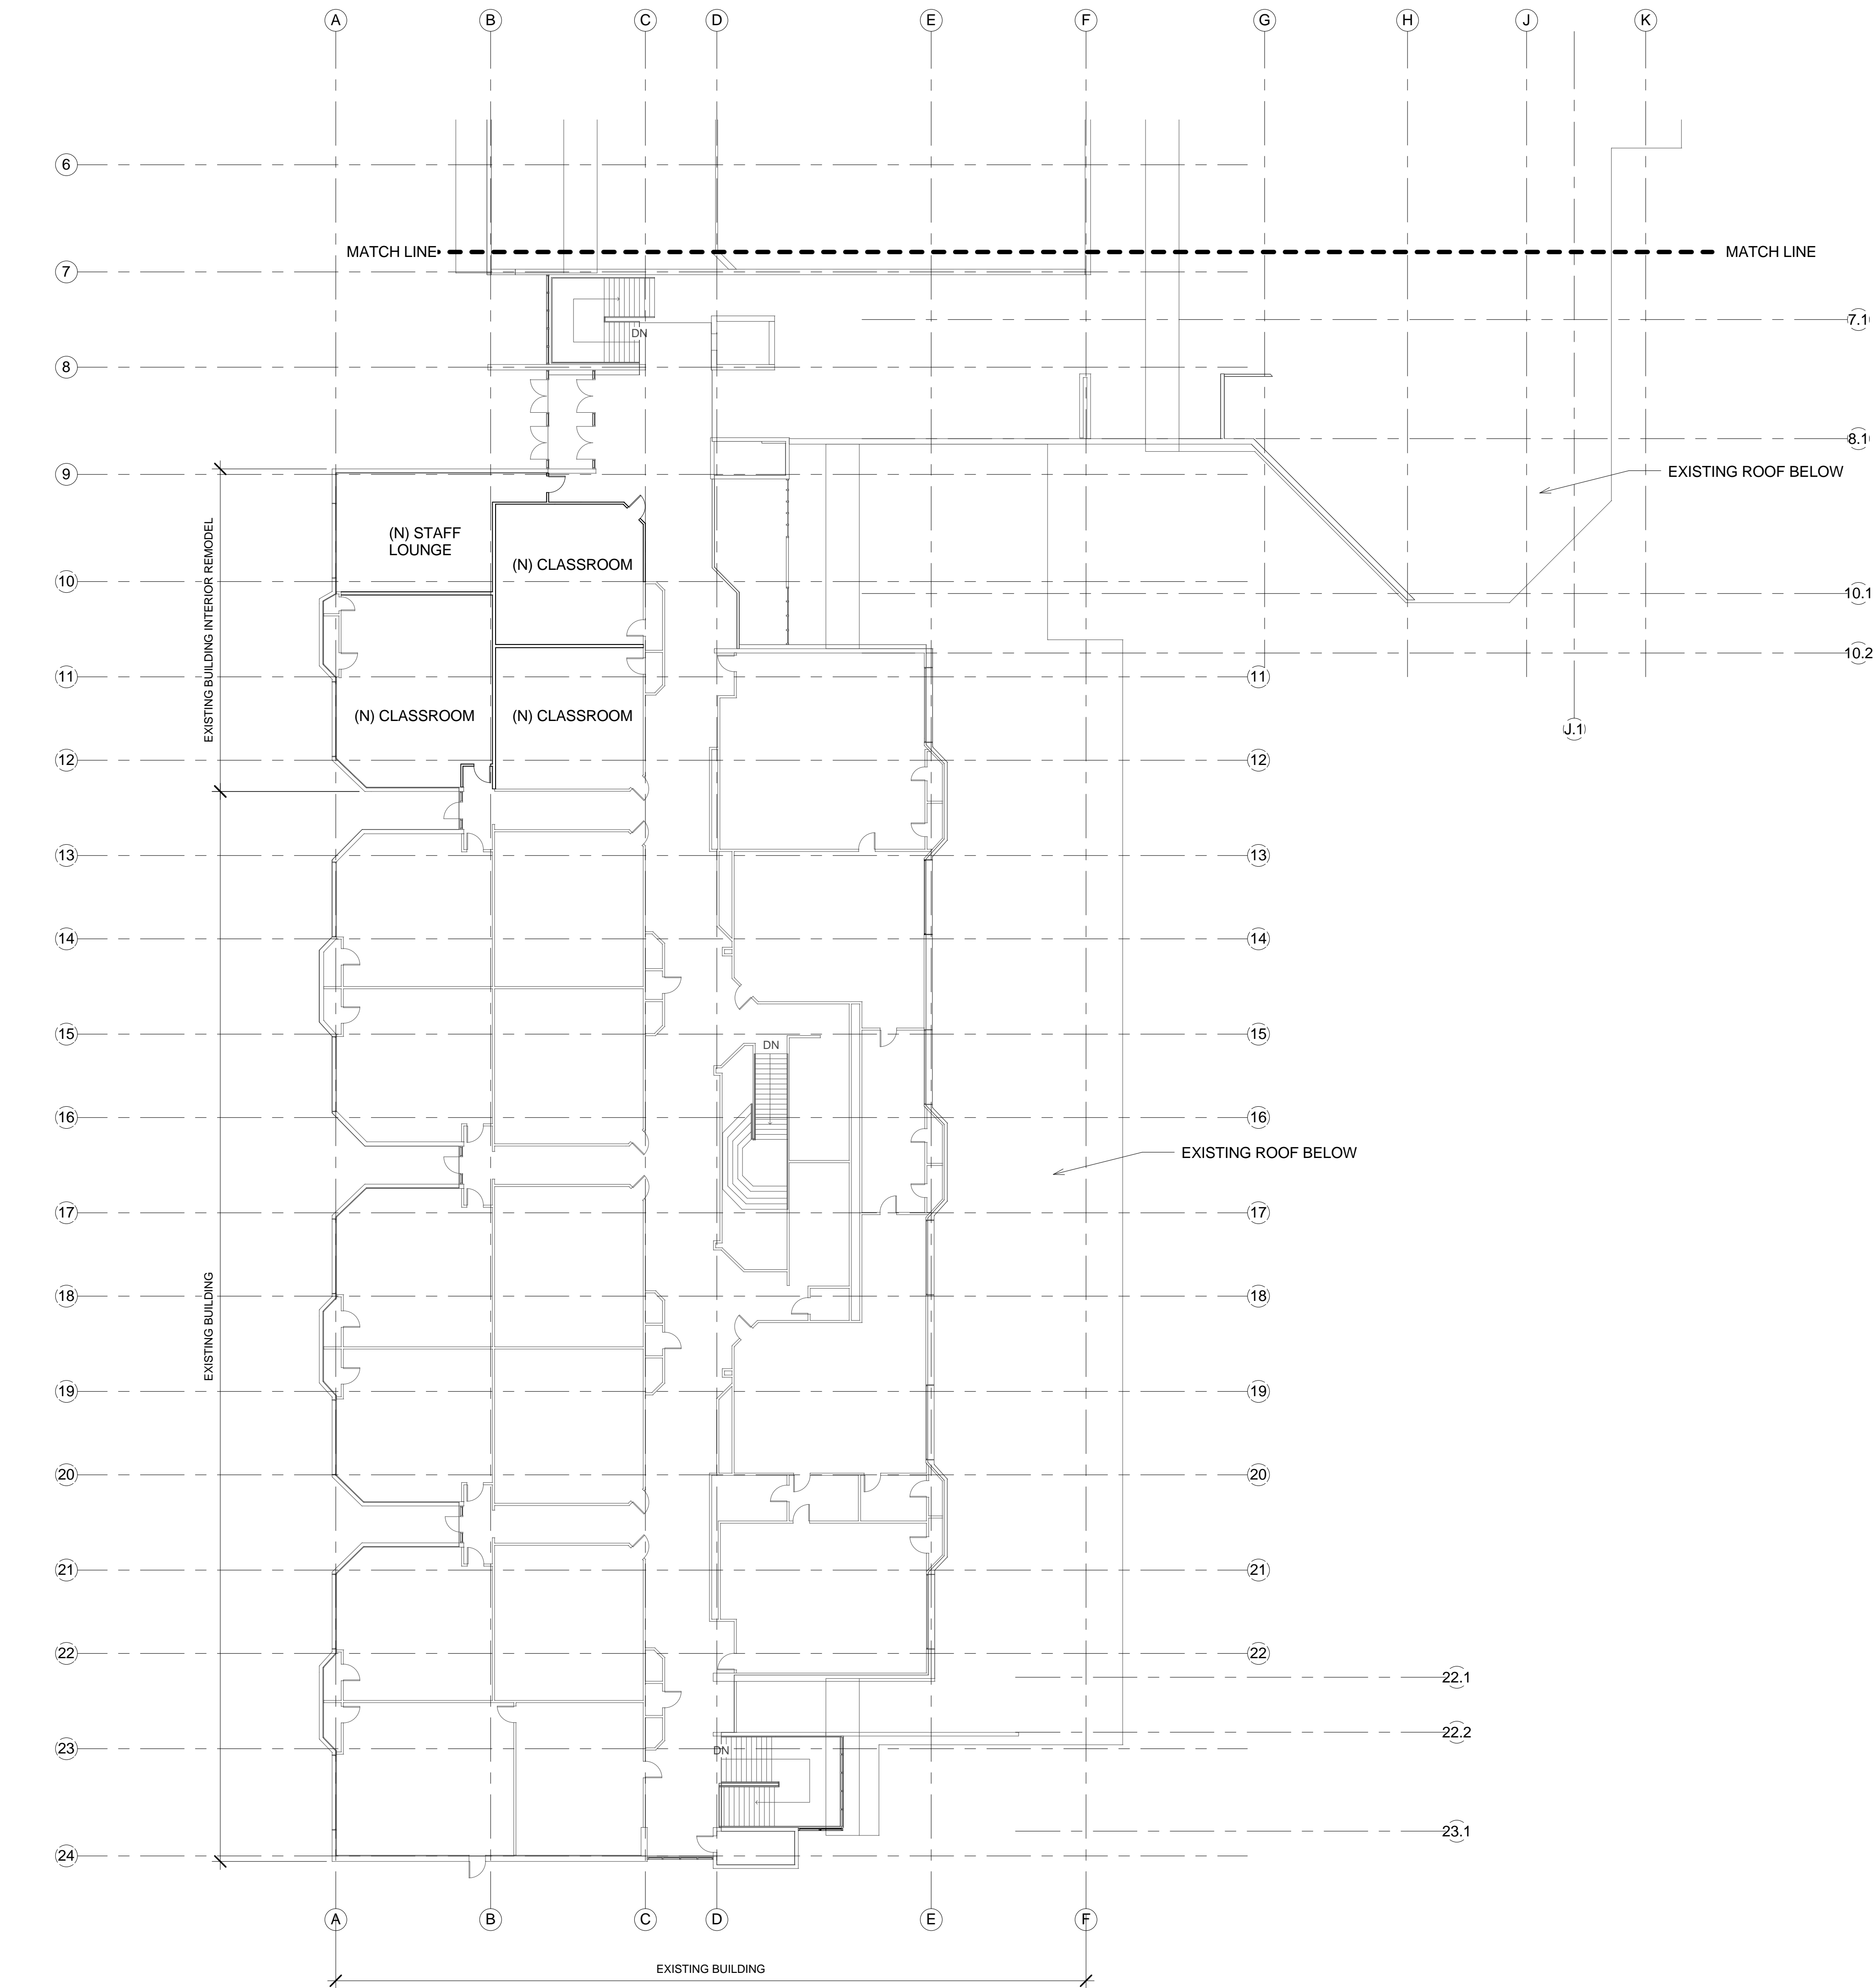 A B C D E F G H J K
6
MATCH LINE
MATCH LINE
7
7.1
DN
8
8.1
9
EXISTING ROOF BELOW
(N) STAFF
LOUNGE
(N) CLASSROOM
EXISTING BUILDING INTERIOR REMODEL
10
10.1
10.2
11
11
(N) CLASSROOM
(N) CLASSROOM
J.1
12
12
13
13
14
14
15
15
DN
16
16
EXISTING ROOF BELOW
17
17
18
18
EXISTING BUILDING
19
19
20
20
21
21
22
22
22.1
22.2
23
DN
23.1
24
A B C D E F
EXISTING BUILDING